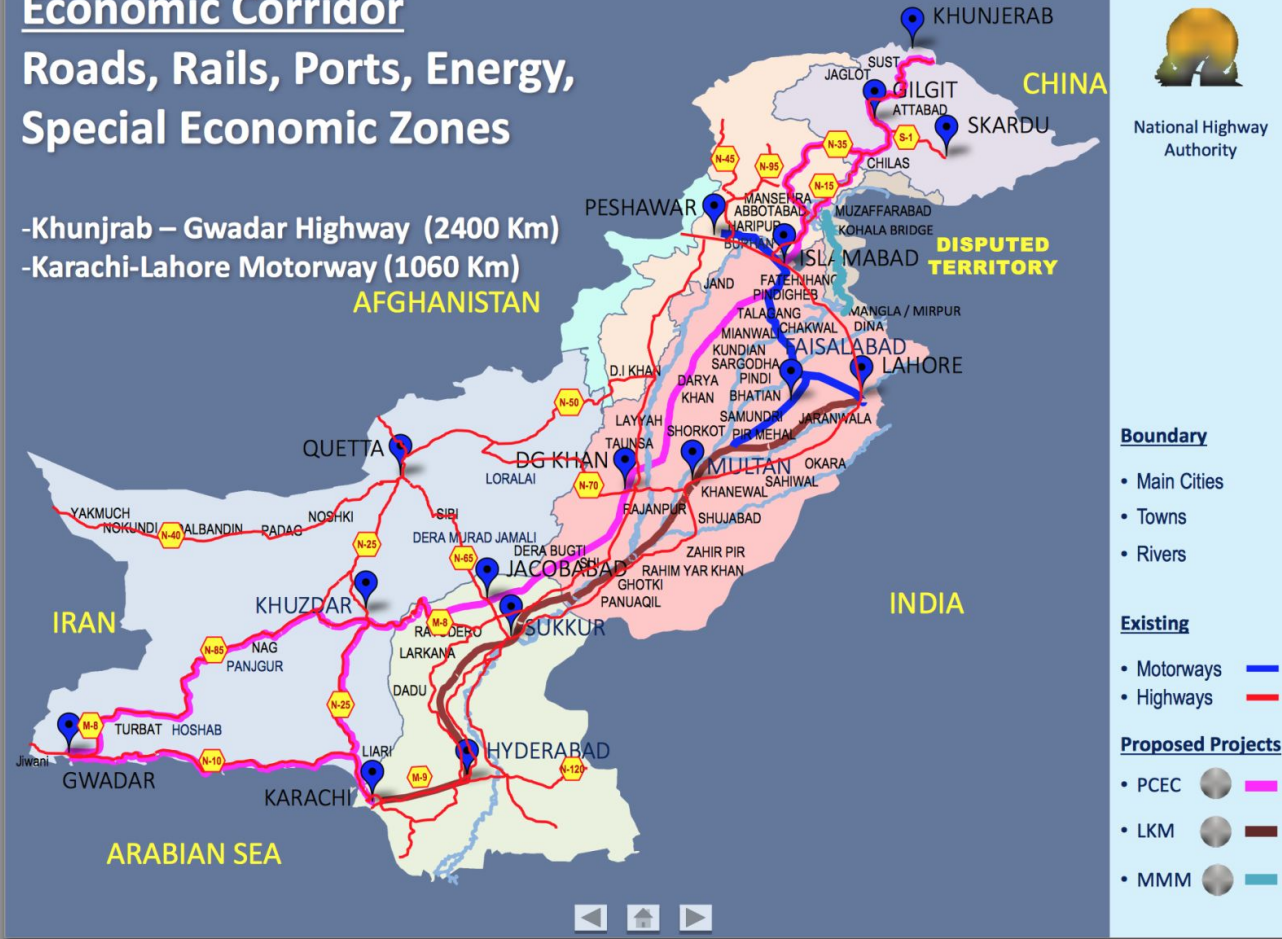 Economic Corridor
Roads, Rails, Ports, Energy,
Special Economic Zones
-Khunjrab – Gwadar Highway (2400 Km)
-Karachi-Lahore Motorway (1060 Km)
KHUNJERAB
SUST
JAGLOT
GILGIT
CHINA
ATTABAD
SKARDU
S-1
N-35
N-45
N-95
CHILAS
N-15
MANSEHRA
PESHAWAR
ABBOTABAD
MUZAFFARABAD
HARIPUR
KOHALA BRIDGE
BURHAN
DISPUTED
TERRITORY
ISLAMABAD
JAND
FATEHJHANG
PINDIGHEB
AFGHANISTAN
TALAGANG
MANGLA / MIRPUR
MIANWALI
CHAKWAL
DINA
KUNDIAN
FAISALABAD
SARGODHA
LAHORE
D.I KHAN
DARYA
KHAN
PINDI
BHATIAN
N-50
LAYYAH
SAMUNDRI
JARANWALA
SHORKOT
PIR MEHAL
TAUNSA
QUETTA
DG KHAN
MULTAN
OKARA
LORALAI
N-70
SAHIWAL
KHANEWAL
RAJANPUR
SHUJABAD
YAKMUCH
NOKUNDI
N-40
ALBANDIN
PADAG
NOSHKI
SIBI
N-25
DERA MURAD JAMALI
N-65
DERA BUGTI
ZAHIR PIR
SHI
JACOBABAD
RAHIM YAR KHAN
GHOTKI
KHUZDAR
PANUAQIL
INDIA
IRAN
M-8
SUKKUR
N-85
NAG
LARKANA
PANJGUR
DADU
N-25
M-8
TURBAT
HOSHAB
LIARI
HYDERABAD
Jiwani
N-10
M-9
N-120
GWADAR
KARACHI
ARABIAN SEA
National Highway
Authority
Boundary
• Main Cities
• Towns
• Rivers
Existing
• Motorways
• Highways
Proposed Projects
• PCEC
• LKM
• MMM